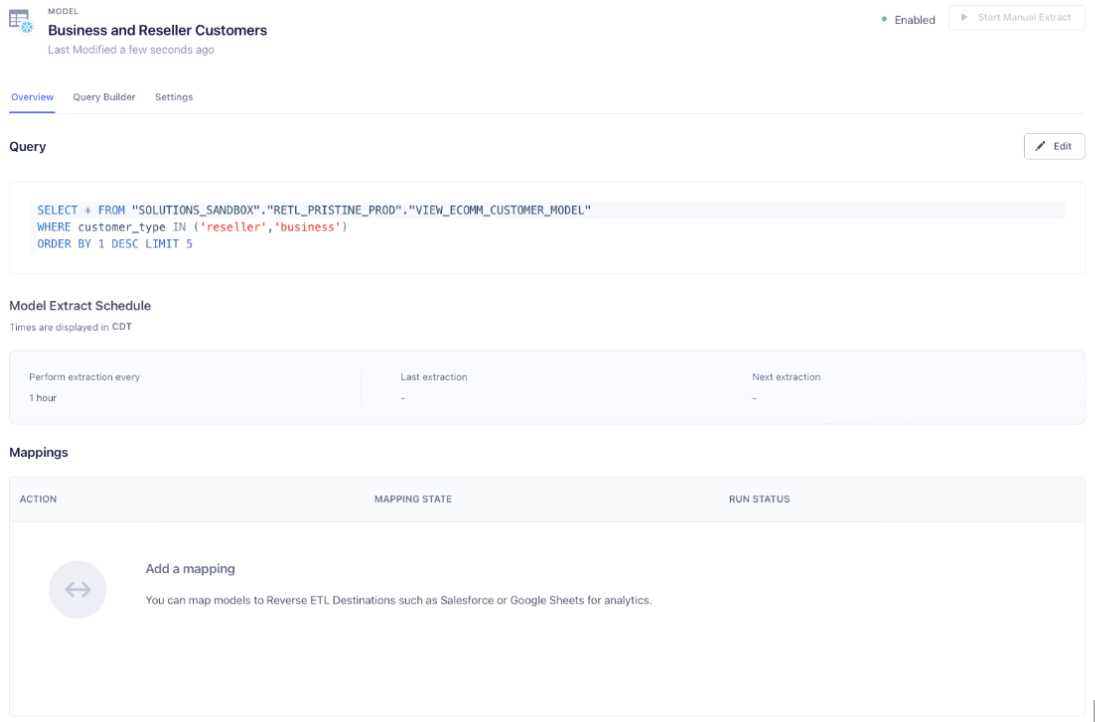 MODEL
Business and Reseller Customers
Last Modified a few seconds ago
Enabled
Start Manual Extract
Overview
Query Builder
Settings
Query
Edit
SELECT * FROM "SOLUTIONS_SANDBOX"."RETL_PRISTINE_PROD"."VIEW_ECOMM_CUSTOMER_MODEL"
WHERE customer_type IN ('reseller','business')
ORDER BY 1 DESC LIMIT 5
Model Extract Schedule
Times are displayed in CDT
Perform extraction every
1 hour
Last extraction
-
Next extraction
-
Mappings
ACTION
MAPPING STATE
RUN STATUS
Add a mapping
You can map models to Reverse ETL Destinations such as Salesforce or Google Sheets for analytics.